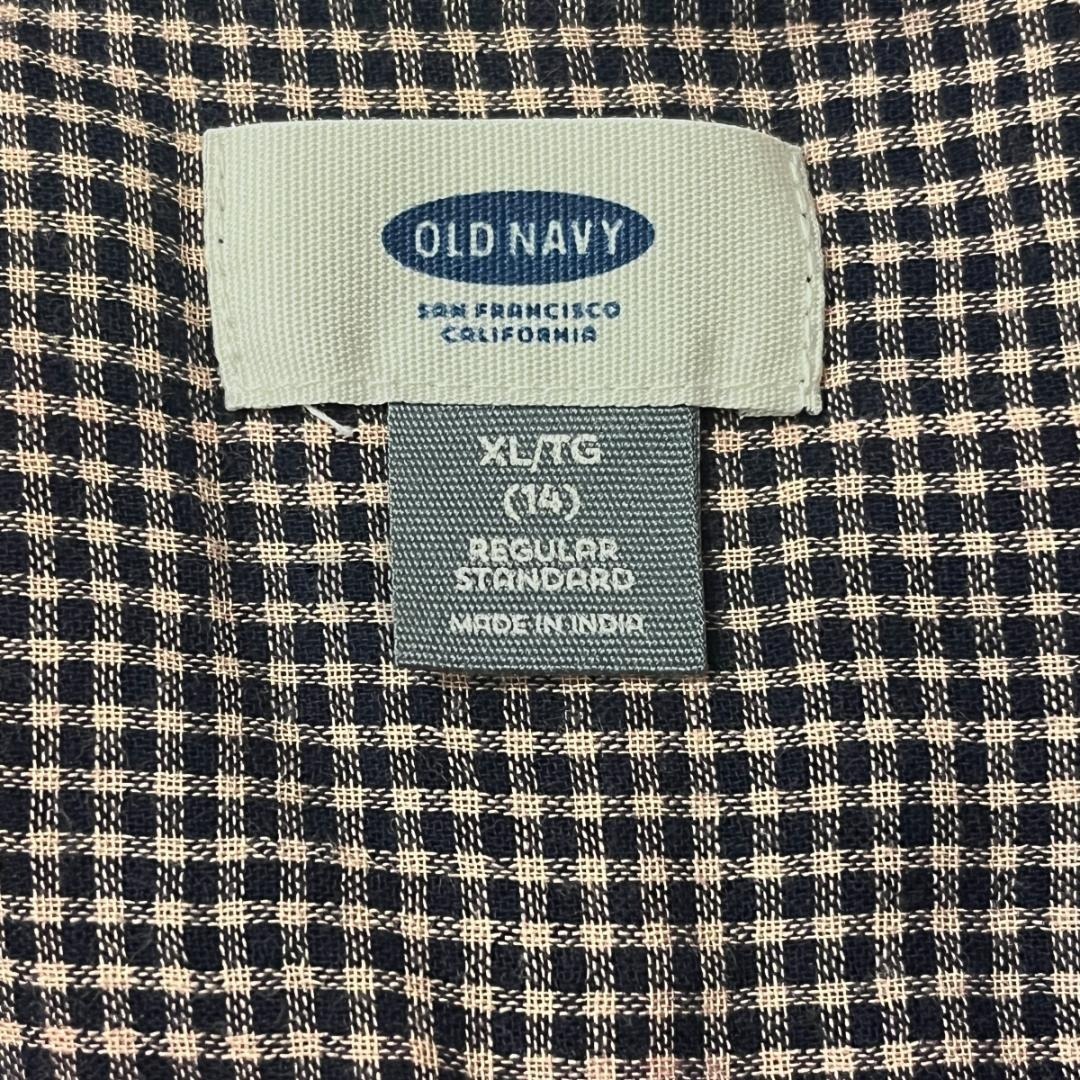 OLD NAVY
SAN FRANCISCO
CALIFORNIA
XL/TG
(14)
REGULAR
STANDARD
MADE IN INDIA